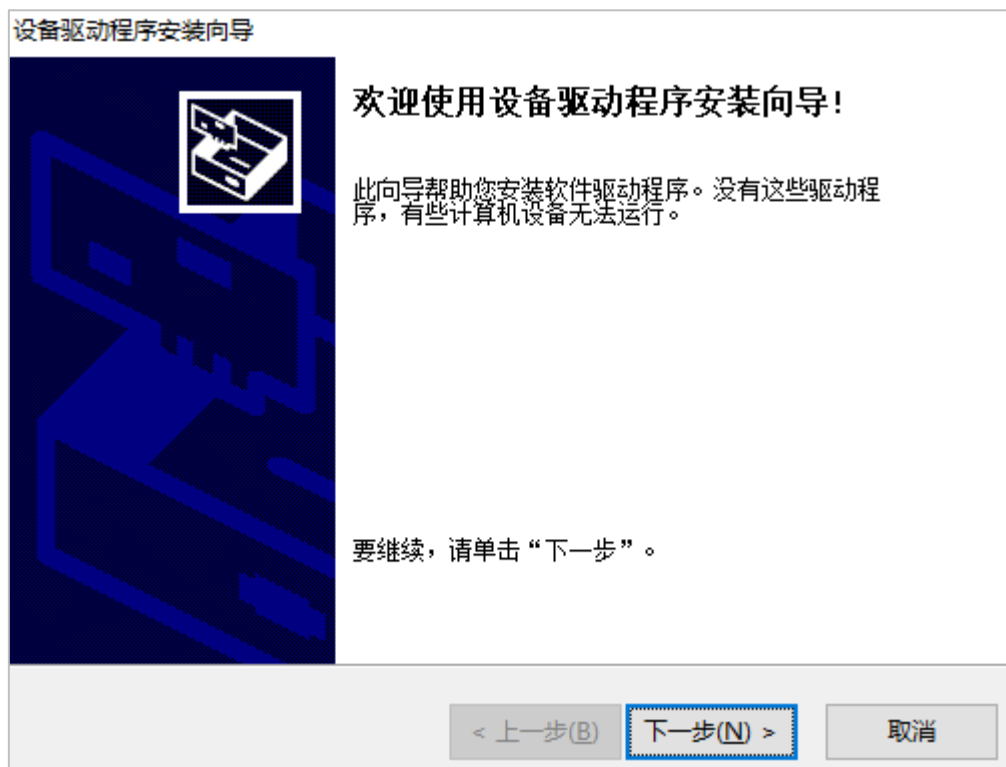 设备驱动程序安装向导
欢迎使用设备驱动程序安装向导!
此向导帮助您安装软件驱动程序。没有这些驱动程
序，有些计算机设备无法运行。
要继续，请单击“下一步”。
< 上一步(B)
下一步(N) >
取消